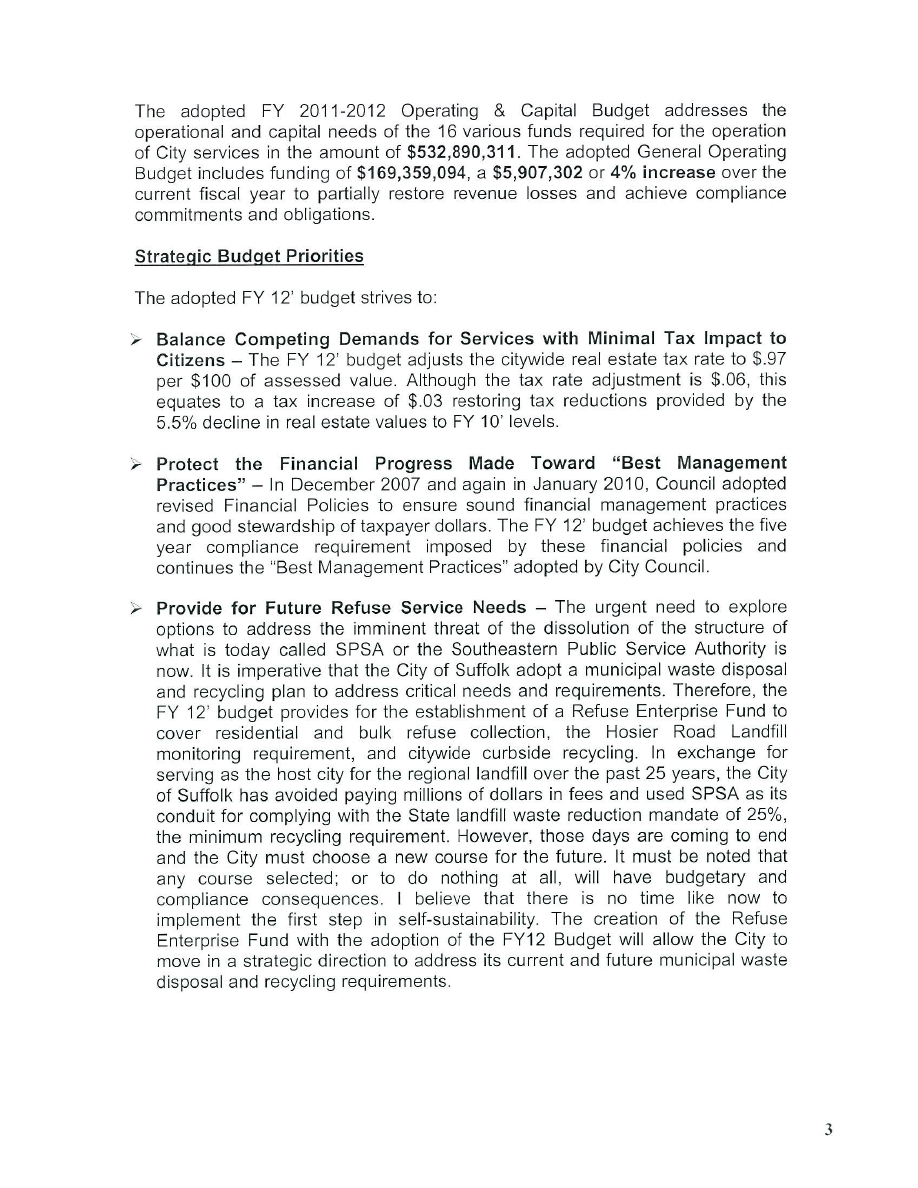 The adopted FY 2011-2012 Operating & Capital Budget addresses the
operational and capital needs of the 16 various funds required for the operation
of City services in the amount of $532,890,311. The adopted General Operating
Budget includes funding of $169,359,094, a $5,907,302 or 4% increase over the
current fiscal year to partially restore revenue losses and achieve compliance
commitments and obligations.
Strategic Budget Priorities
The adopted FY 12' budget strives to:
➢ Balance Competing Demands for Services with Minimal Tax Impact to
Citizens – The FY 12' budget adjusts the citywide real estate tax rate to $.97
per $100 of assessed value. Although the tax rate adjustment is $.06, this
equates to a tax increase of $.03 restoring tax reductions provided by the
5.5% decline in real estate values to FY 10' levels.
➢ Protect the Financial Progress Made Toward “Best Management
Practices” – In December 2007 and again in January 2010, Council adopted
revised Financial Policies to ensure sound financial management practices
and good stewardship of taxpayer dollars. The FY 12' budget achieves the five
year compliance requirement imposed by these financial policies and
continues the “Best Management Practices” adopted by City Council.
➢ Provide for Future Refuse Service Needs – The urgent need to explore
options to address the imminent threat of the dissolution of the structure of
what is today called SPSA or the Southeastern Public Service Authority is
now. It is imperative that the City of Suffolk adopt a municipal waste disposal
and recycling plan to address critical needs and requirements. Therefore, the
FY 12' budget provides for the establishment of a Refuse Enterprise Fund to
cover residential and bulk refuse collection, the Hosier Road Landfill
monitoring requirement, and citywide curbside recycling. In exchange for
serving as the host city for the regional landfill over the past 25 years, the City
of Suffolk has avoided paying millions of dollars in fees and used SPSA as its
conduit for complying with the State landfill waste reduction mandate of 25%,
the minimum recycling requirement. However, those days are coming to end
and the City must choose a new course for the future. It must be noted that
any course selected; or to do nothing at all, will have budgetary and
compliance consequences. I believe that there is no time like now to
implement the first step in self-sustainability. The creation of the Refuse
Enterprise Fund with the adoption of the FY12 Budget will allow the City to
move in a strategic direction to address its current and future municipal waste
disposal and recycling requirements.
3